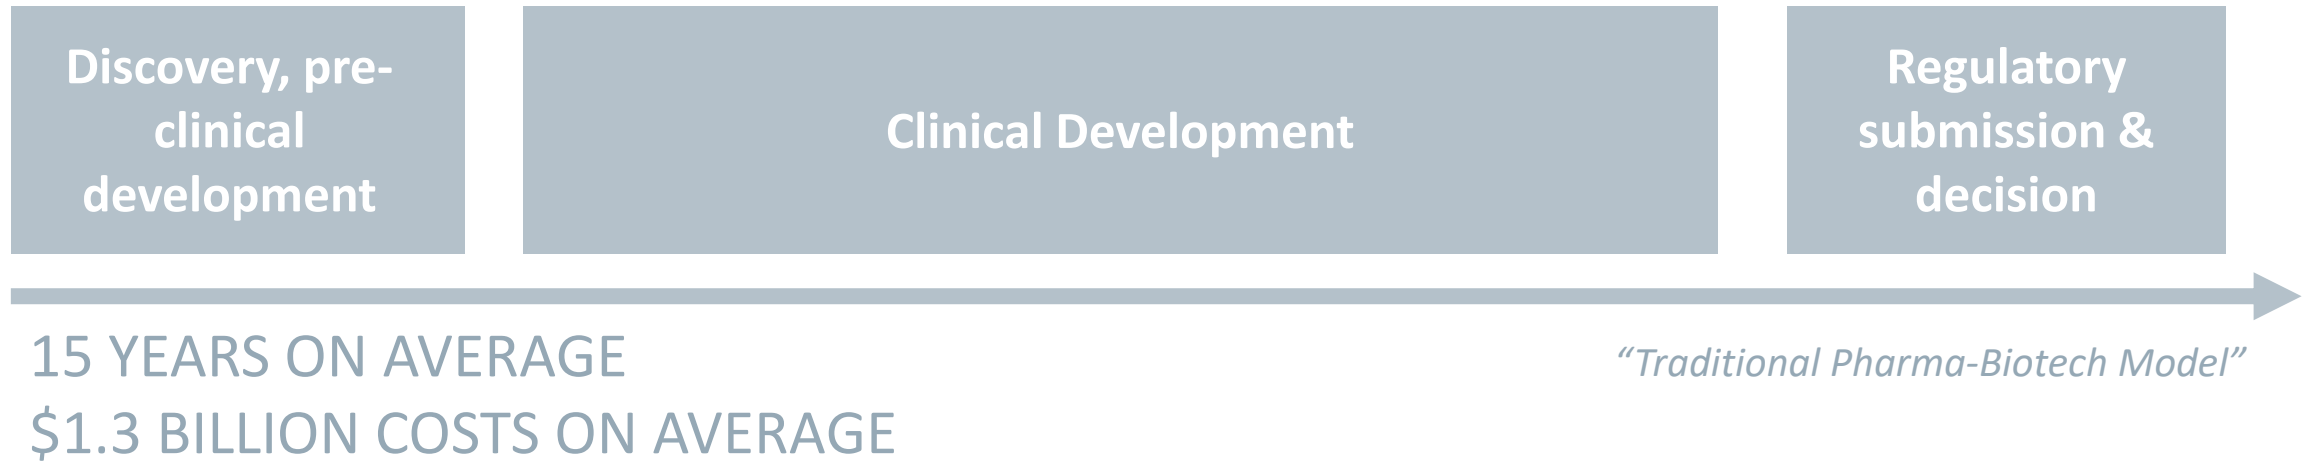 Discovery, pre-
clinical
development
Clinical Development
Regulatory
submission &
decision
15 YEARS ON AVERAGE
$1.3 BILLION COSTS ON AVERAGE
“Traditional Pharma-Biotech Model”